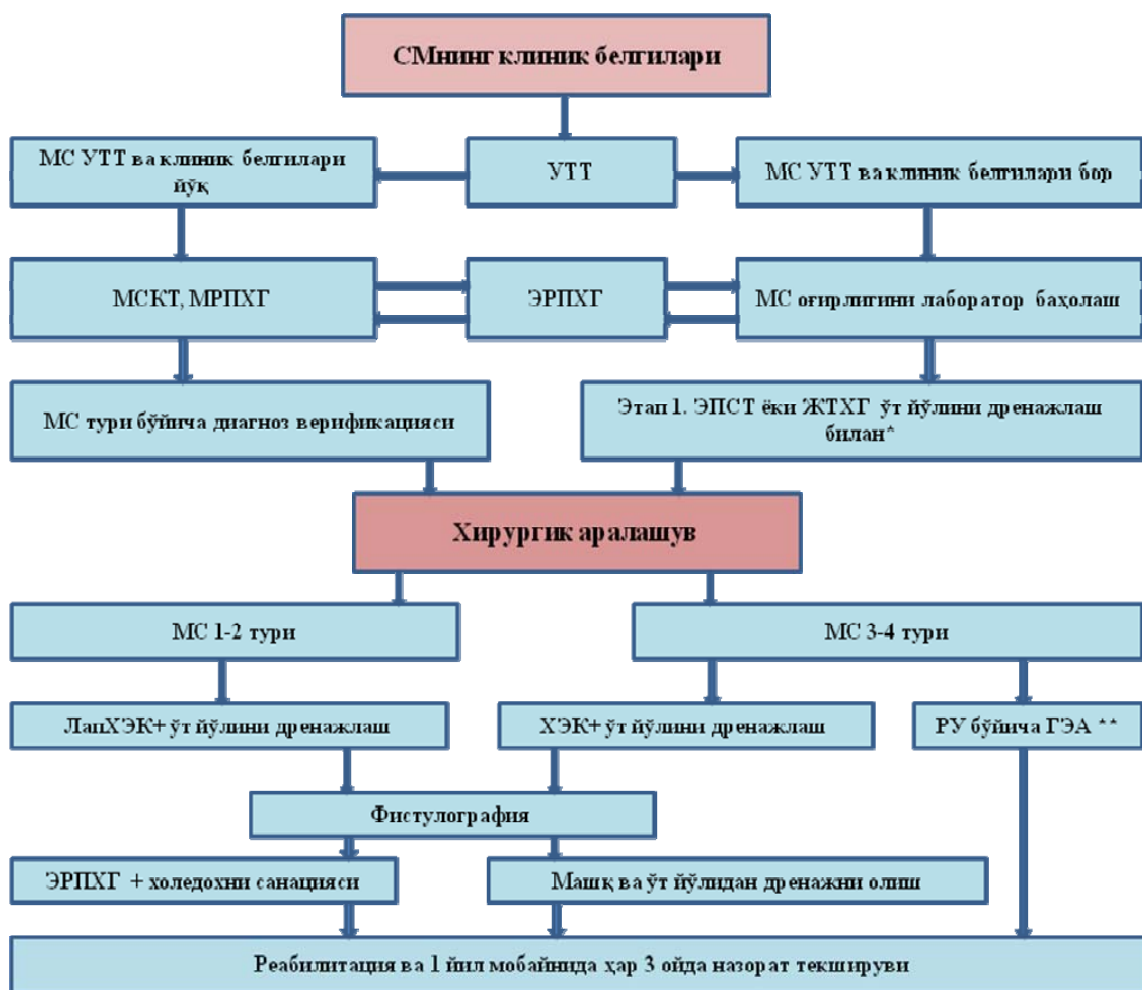 СМнинг клиник белгилари
МС УТТ ва клиник белгилари
йўқ
УТТ
МС УТТ ва клиник белгилари бор
МСКТ, МРПХГ
ЭРПХГ
МС оғирлигини лаборатор баҳолаш
МС тури бўйича диагноз верификацияси
Этап 1. ЭПСТ ёки ЖТХГ ўт йўлини дренажлаш
билан*
Хирургик аралашув
МС 1-2 тури
МС 3-4 тури
ЛапХЭК+ ўт йўлини дренажлаш
ХЭК+ ўт йўлини дренажлаш
РУ бўйича ГЭА **
Фистулография
ЭРПХГ + холедохни санацияси
Машқ ва ўт йўлидан дренажни олиш
Реабилитация ва 1 йил мобайнида ҳар 3 ойда назорат текшируви